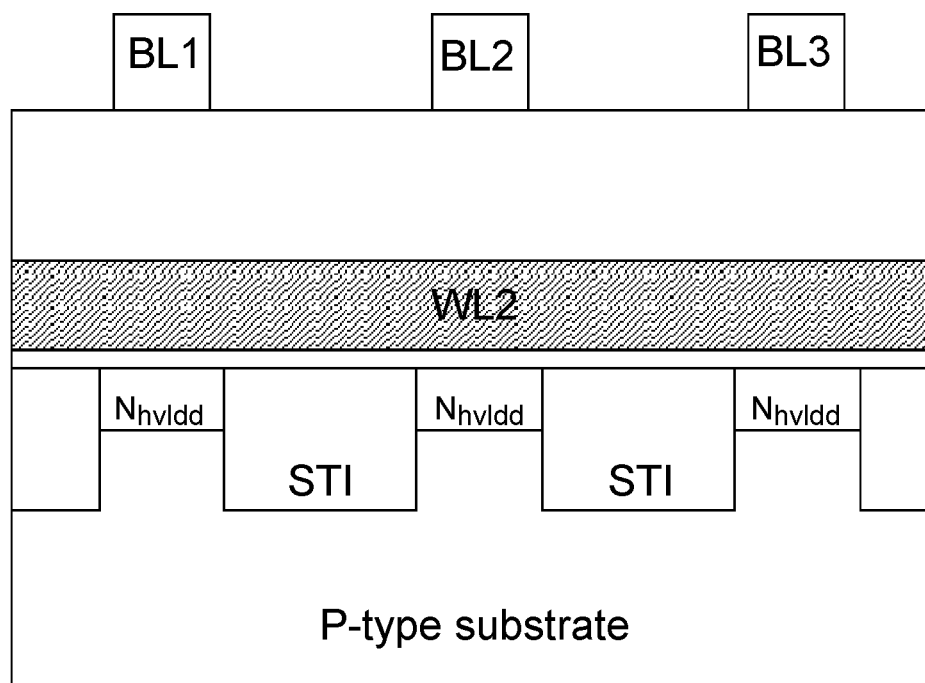 BL1 BL2 BL3
WL2
Nhvldd Nhvldd Nhvldd
STI STI
P-type substrate